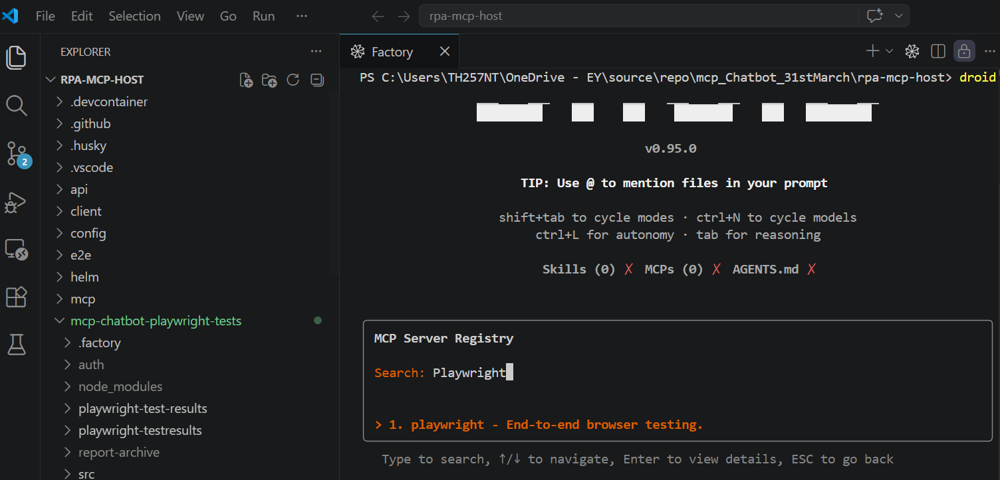 File Edit Selection View Go Run ···
rpa-mcp-host
EXPLORER ···
RPA-MCP-HOST
.devcontainer
.github
.husky
.vscode
api
client
config
e2e
helm
mcp
mcp-chatbot-playwright-tests
.factory
auth
node_modules
playwright-test-results
playwright-testresults
report-archive
src
2
Factory
PS C:\Users\TH257NT\OneDrive - EY\source\repo\mcp_Chatbot_31stMarch\rpa-mcp-host> droid
v0.95.0
TIP: Use @ to mention files in your prompt
shift+tab to cycle modes · ctrl+N to cycle models
ctrl+L for autonomy · tab for reasoning
Skills (0) ✗ MCPs (0) ✗ AGENTS.md ✗
MCP Server Registry
Search: Playwright
> 1. playwright - End-to-end browser testing.
Type to search, ↑/↓ to navigate, Enter to view details, ESC to go back